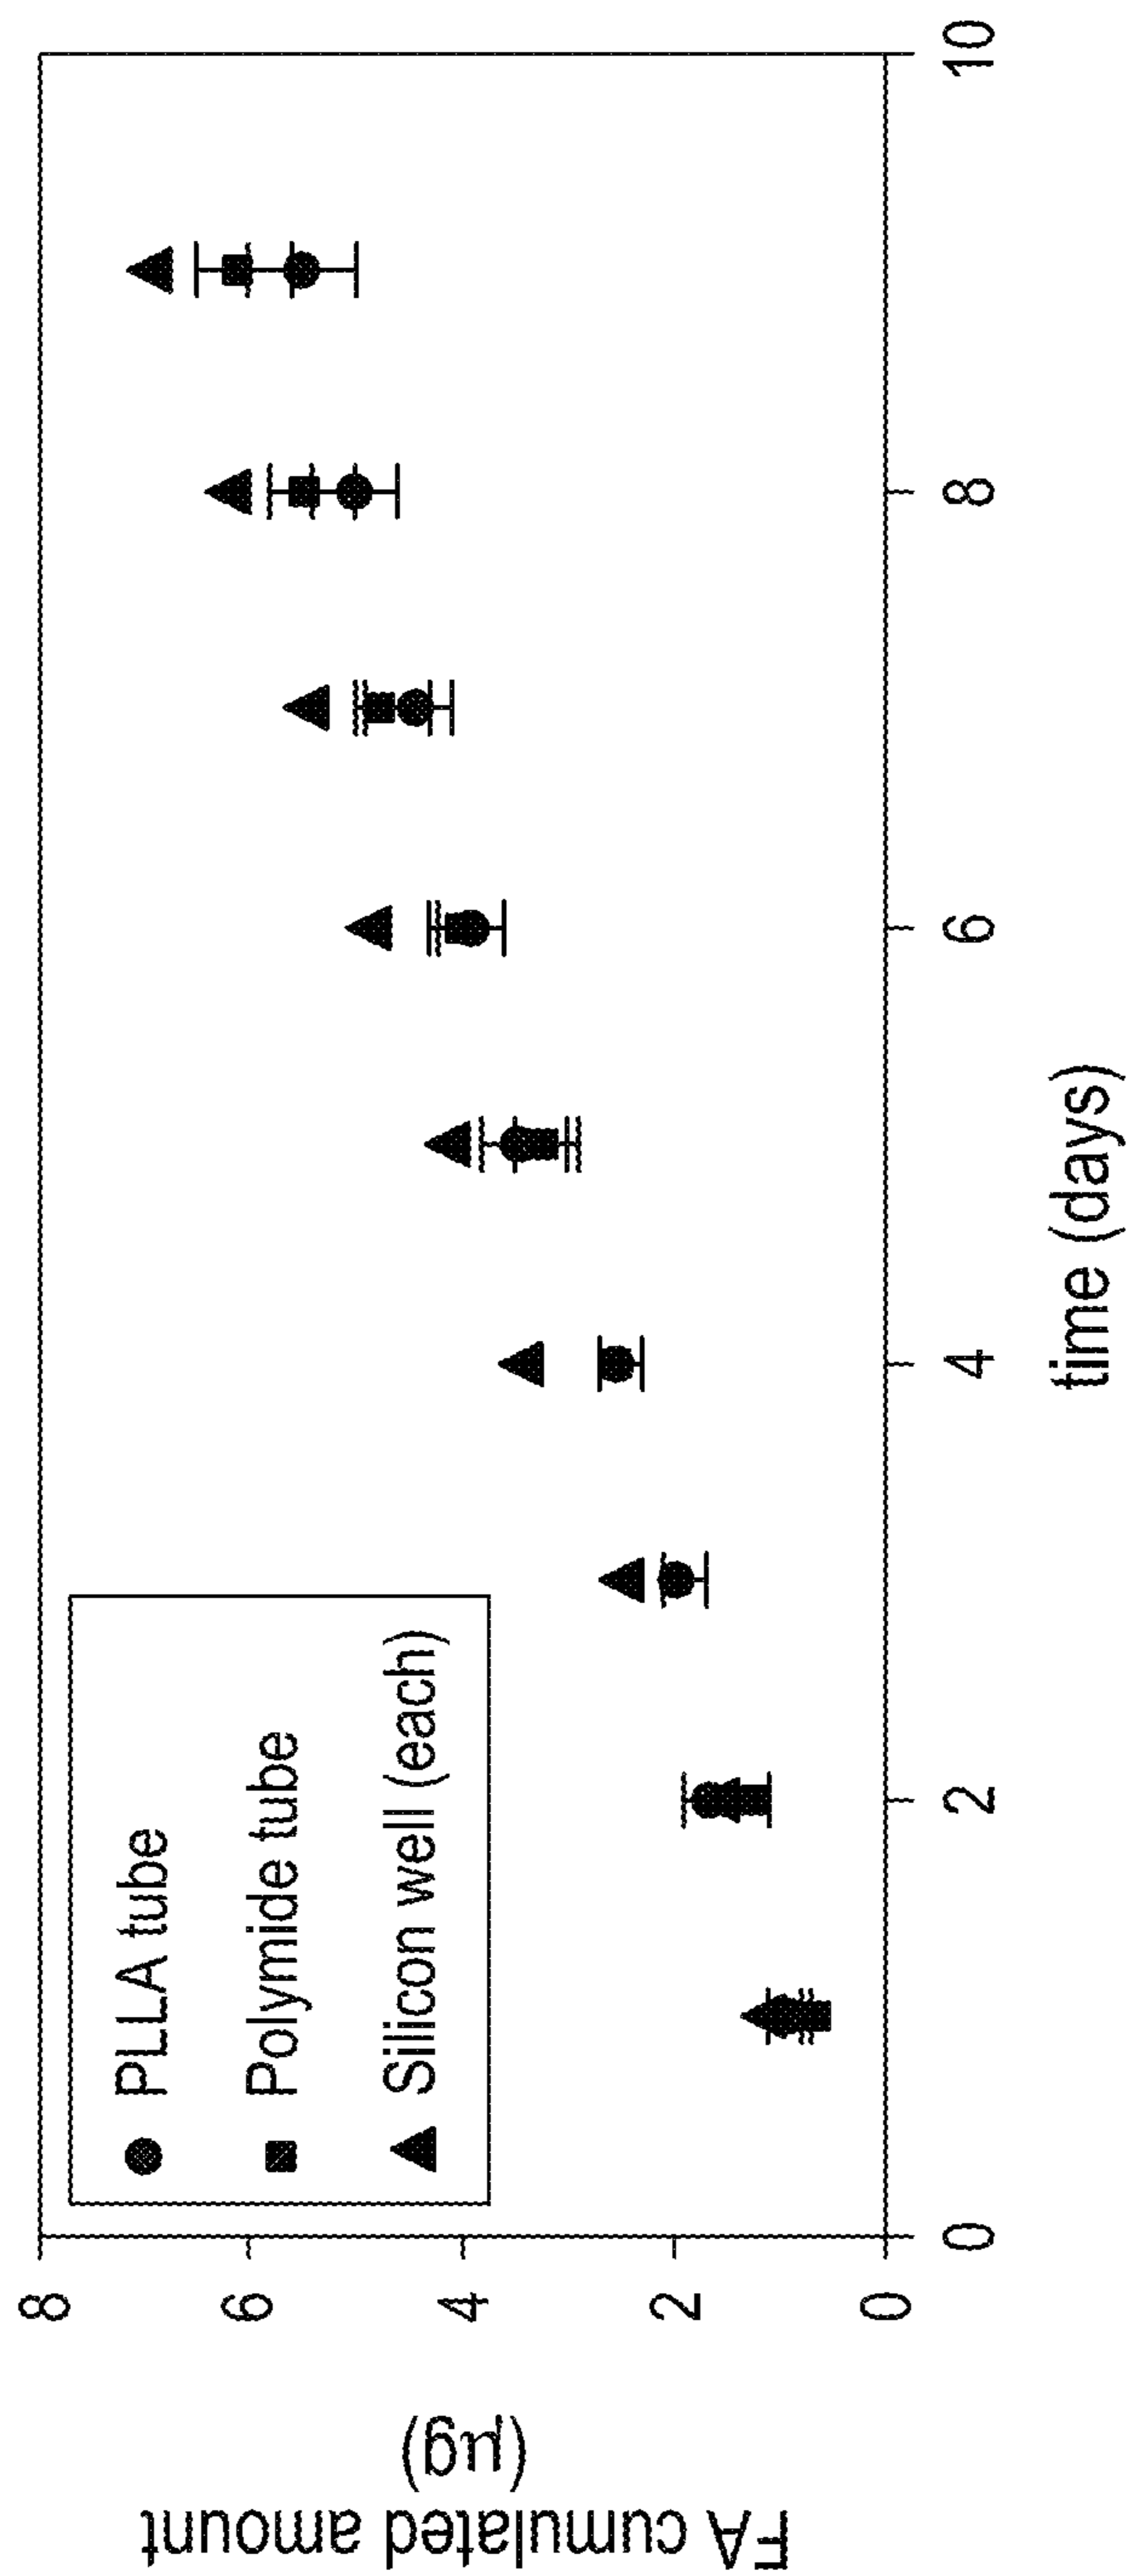 FA cumulated amount
(µg)
8
6
4
2
0
PLLA tube
Polymide tube
Silicon well (each)
0
2
4
6
8
10
time (days)